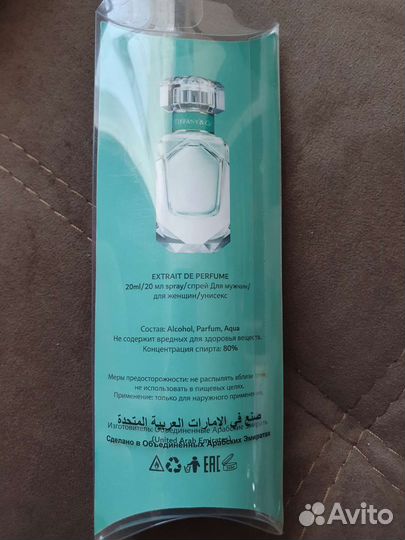 TIFFANY & CO.
EXTRAIT DE PERFUME
20ml/20 мл spray/спрей Для мужчин/
для женщин/унисекс
Состав: Alcohol, Parfum, Aqua
Не содержит вредных для здоровья веществ.
Концентрация спирта: 80%
Меры предосторожности: не распылять вблизи
не использовать в пищевых целях.
Применение: только для наружного применения.
صنع في الامارات العربية المتحدة
Изготовитель: Объединенные Арабские Эмираты
(United Arab Emirates)
Сделано в Объединенных Арабских Эмиратах
EAC
Avito